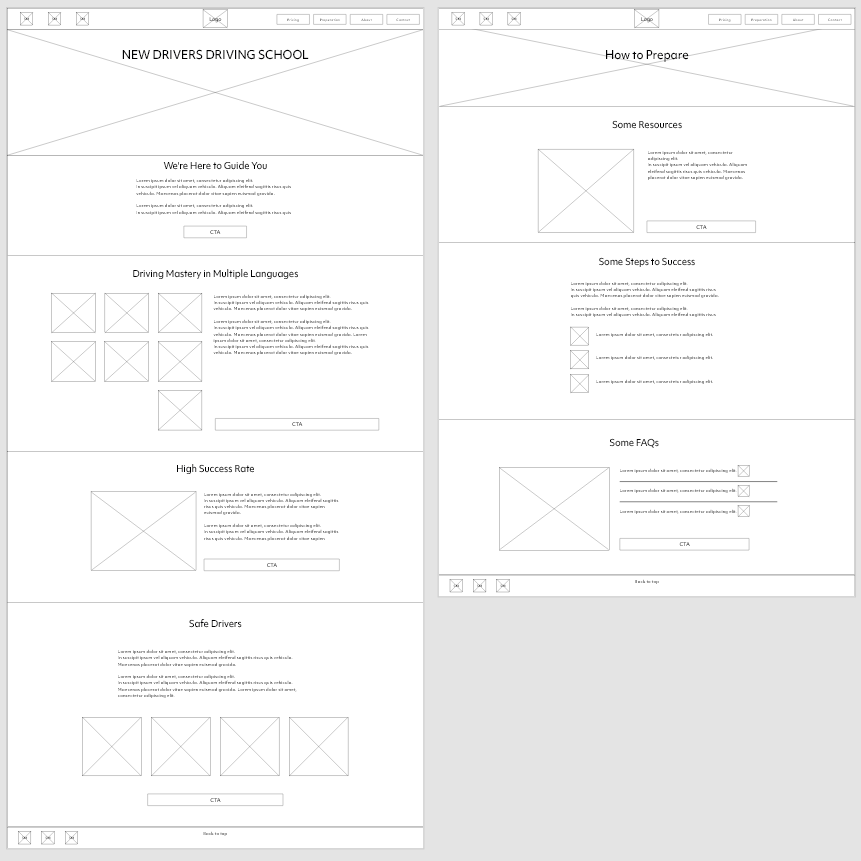 Logo
Pricing
Preparation
About
Contact
NEW DRIVERS DRIVING SCHOOL
We're Here to Guide You
Lorem ipsum dolor sit amet, consectetur adipiscing elit.
In suscipit ipsum vel aliquam vehicula. Aliquam eleifend sagittis risus quis
vehicula. Maecenas placerat dolor vitae sapien euismod gravida.
Lorem ipsum dolor sit amet, consectetur adipiscing elit.
In suscipit ipsum vel aliquam vehicula. Aliquam eleifend sagittis risus quis
CTA
Driving Mastery in Multiple Languages
Lorem ipsum dolor sit amet, consectetur adipiscing elit.
In suscipit ipsum vel aliquam vehicula. Aliquam eleifend sagittis risus quis
vehicula. Maecenas placerat dolor vitae sapien euismod gravida.
Lorem ipsum dolor sit amet, consectetur adipiscing elit.
In suscipit ipsum vel aliquam vehicula. Aliquam eleifend sagittis risus quis
vehicula. Maecenas placerat dolor vitae sapien euismod gravida. Lorem
ipsum dolor sit amet, consectetur adipiscing elit.
In suscipit ipsum vel aliquam vehicula. Aliquam eleifend sagittis risus quis
vehicula. Maecenas placerat dolor vitae sapien euismod gravida.
CTA
High Success Rate
Lorem ipsum dolor sit amet, consectetur adipiscing elit.
In suscipit ipsum vel aliquam vehicula. Aliquam eleifend sagittis
risus quis vehicula. Maecenas placerat dolor vitae sapien
euismod gravida.
Lorem ipsum dolor sit amet, consectetur adipiscing elit.
In suscipit ipsum vel aliquam vehicula. Aliquam eleifend sagittis
risus quis vehicula. Maecenas placerat dolor vitae sapien
CTA
Safe Drivers
Lorem ipsum dolor sit amet, consectetur adipiscing elit.
In suscipit ipsum vel aliquam vehicula. Aliquam eleifend sagittis risus quis vehicula.
Maecenas placerat dolor vitae sapien euismod gravida.
Lorem ipsum dolor sit amet, consectetur adipiscing elit.
In suscipit ipsum vel aliquam vehicula. Aliquam eleifend sagittis risus quis vehicula.
Maecenas placerat dolor vitae sapien euismod gravida. Lorem ipsum dolor sit amet,
consectetur adipiscing elit.
CTA
Back to top
Logo
Pricing
Preparation
About
Contact
How to Prepare
Some Resources
Lorem ipsum dolor sit amet, consectetur
adipiscing elit.
In suscipit ipsum vel aliquam vehicula. Aliquam
eleifend sagittis risus quis vehicula. Maecenas
placerat dolor vitae sapien euismod gravida.
CTA
Some Steps to Success
Lorem ipsum dolor sit amet, consectetur adipiscing elit.
In suscipit ipsum vel aliquam vehicula. Aliquam eleifend sagittis risus
quis vehicula. Maecenas placerat dolor vitae sapien euismod gravida.
Lorem ipsum dolor sit amet, consectetur adipiscing elit.
In suscipit ipsum vel aliquam vehicula. Aliquam eleifend sagittis risus
Lorem ipsum dolor sit amet, consectetur adipiscing elit.
Lorem ipsum dolor sit amet, consectetur adipiscing elit.
Lorem ipsum dolor sit amet, consectetur adipiscing elit.
Some FAQs
Lorem ipsum dolor sit amet, consectetur adipiscing elit.
Lorem ipsum dolor sit amet, consectetur adipiscing elit.
Lorem ipsum dolor sit amet, consectetur adipiscing elit.
CTA
Back to top